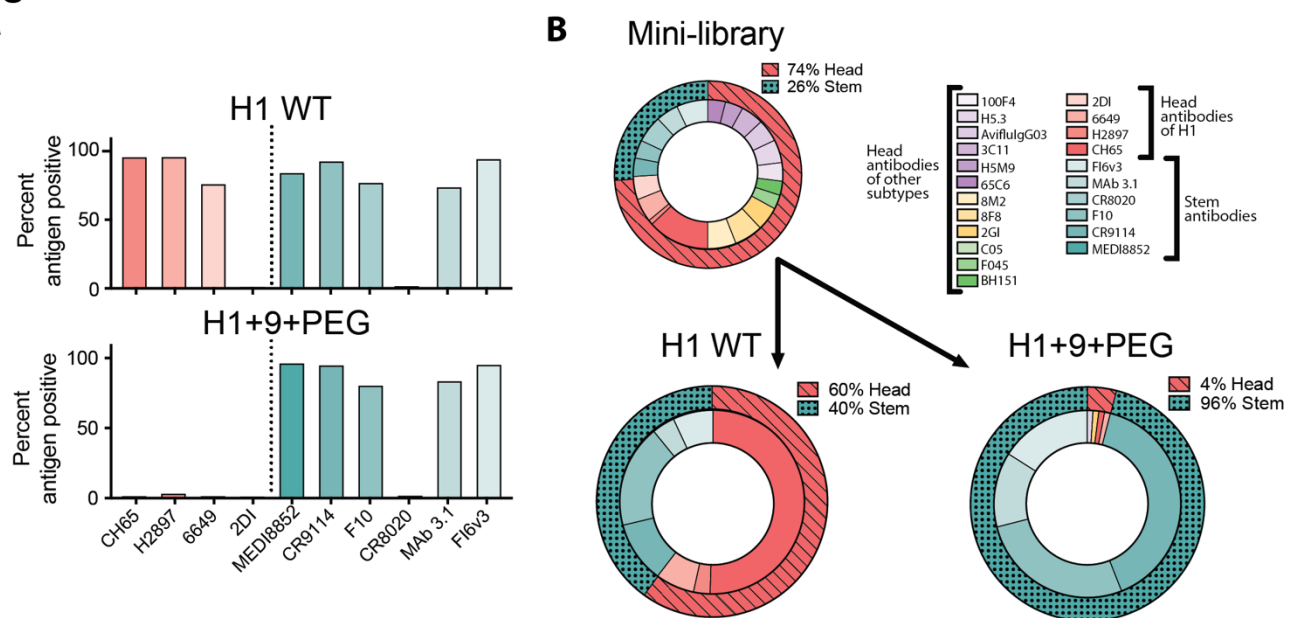 H1 WT
Percent
antigen positive
100
50
0
H1+9+PEG
Percent
antigen positive
100
50
0
CH65
H2897
6649
2DI
MEDI8852
CR9114
F10
CR8020
MAb 3.1
FI6v3
B
Mini-library
74% Head
26% Stem
Head
antibodies
of other
subtypes
100F4
H5.3
AvifluIgG03
3C11
H5M9
65C6
8M2
8F8
2GI
C05
F045
BH151
2DI
6649
H2897
CH65
FI6v3
MAb 3.1
CR8020
F10
CR9114
MEDI8852
Head
antibodies
of H1
Stem
antibodies
H1 WT
60% Head
40% Stem
H1+9+PEG
4% Head
96% Stem